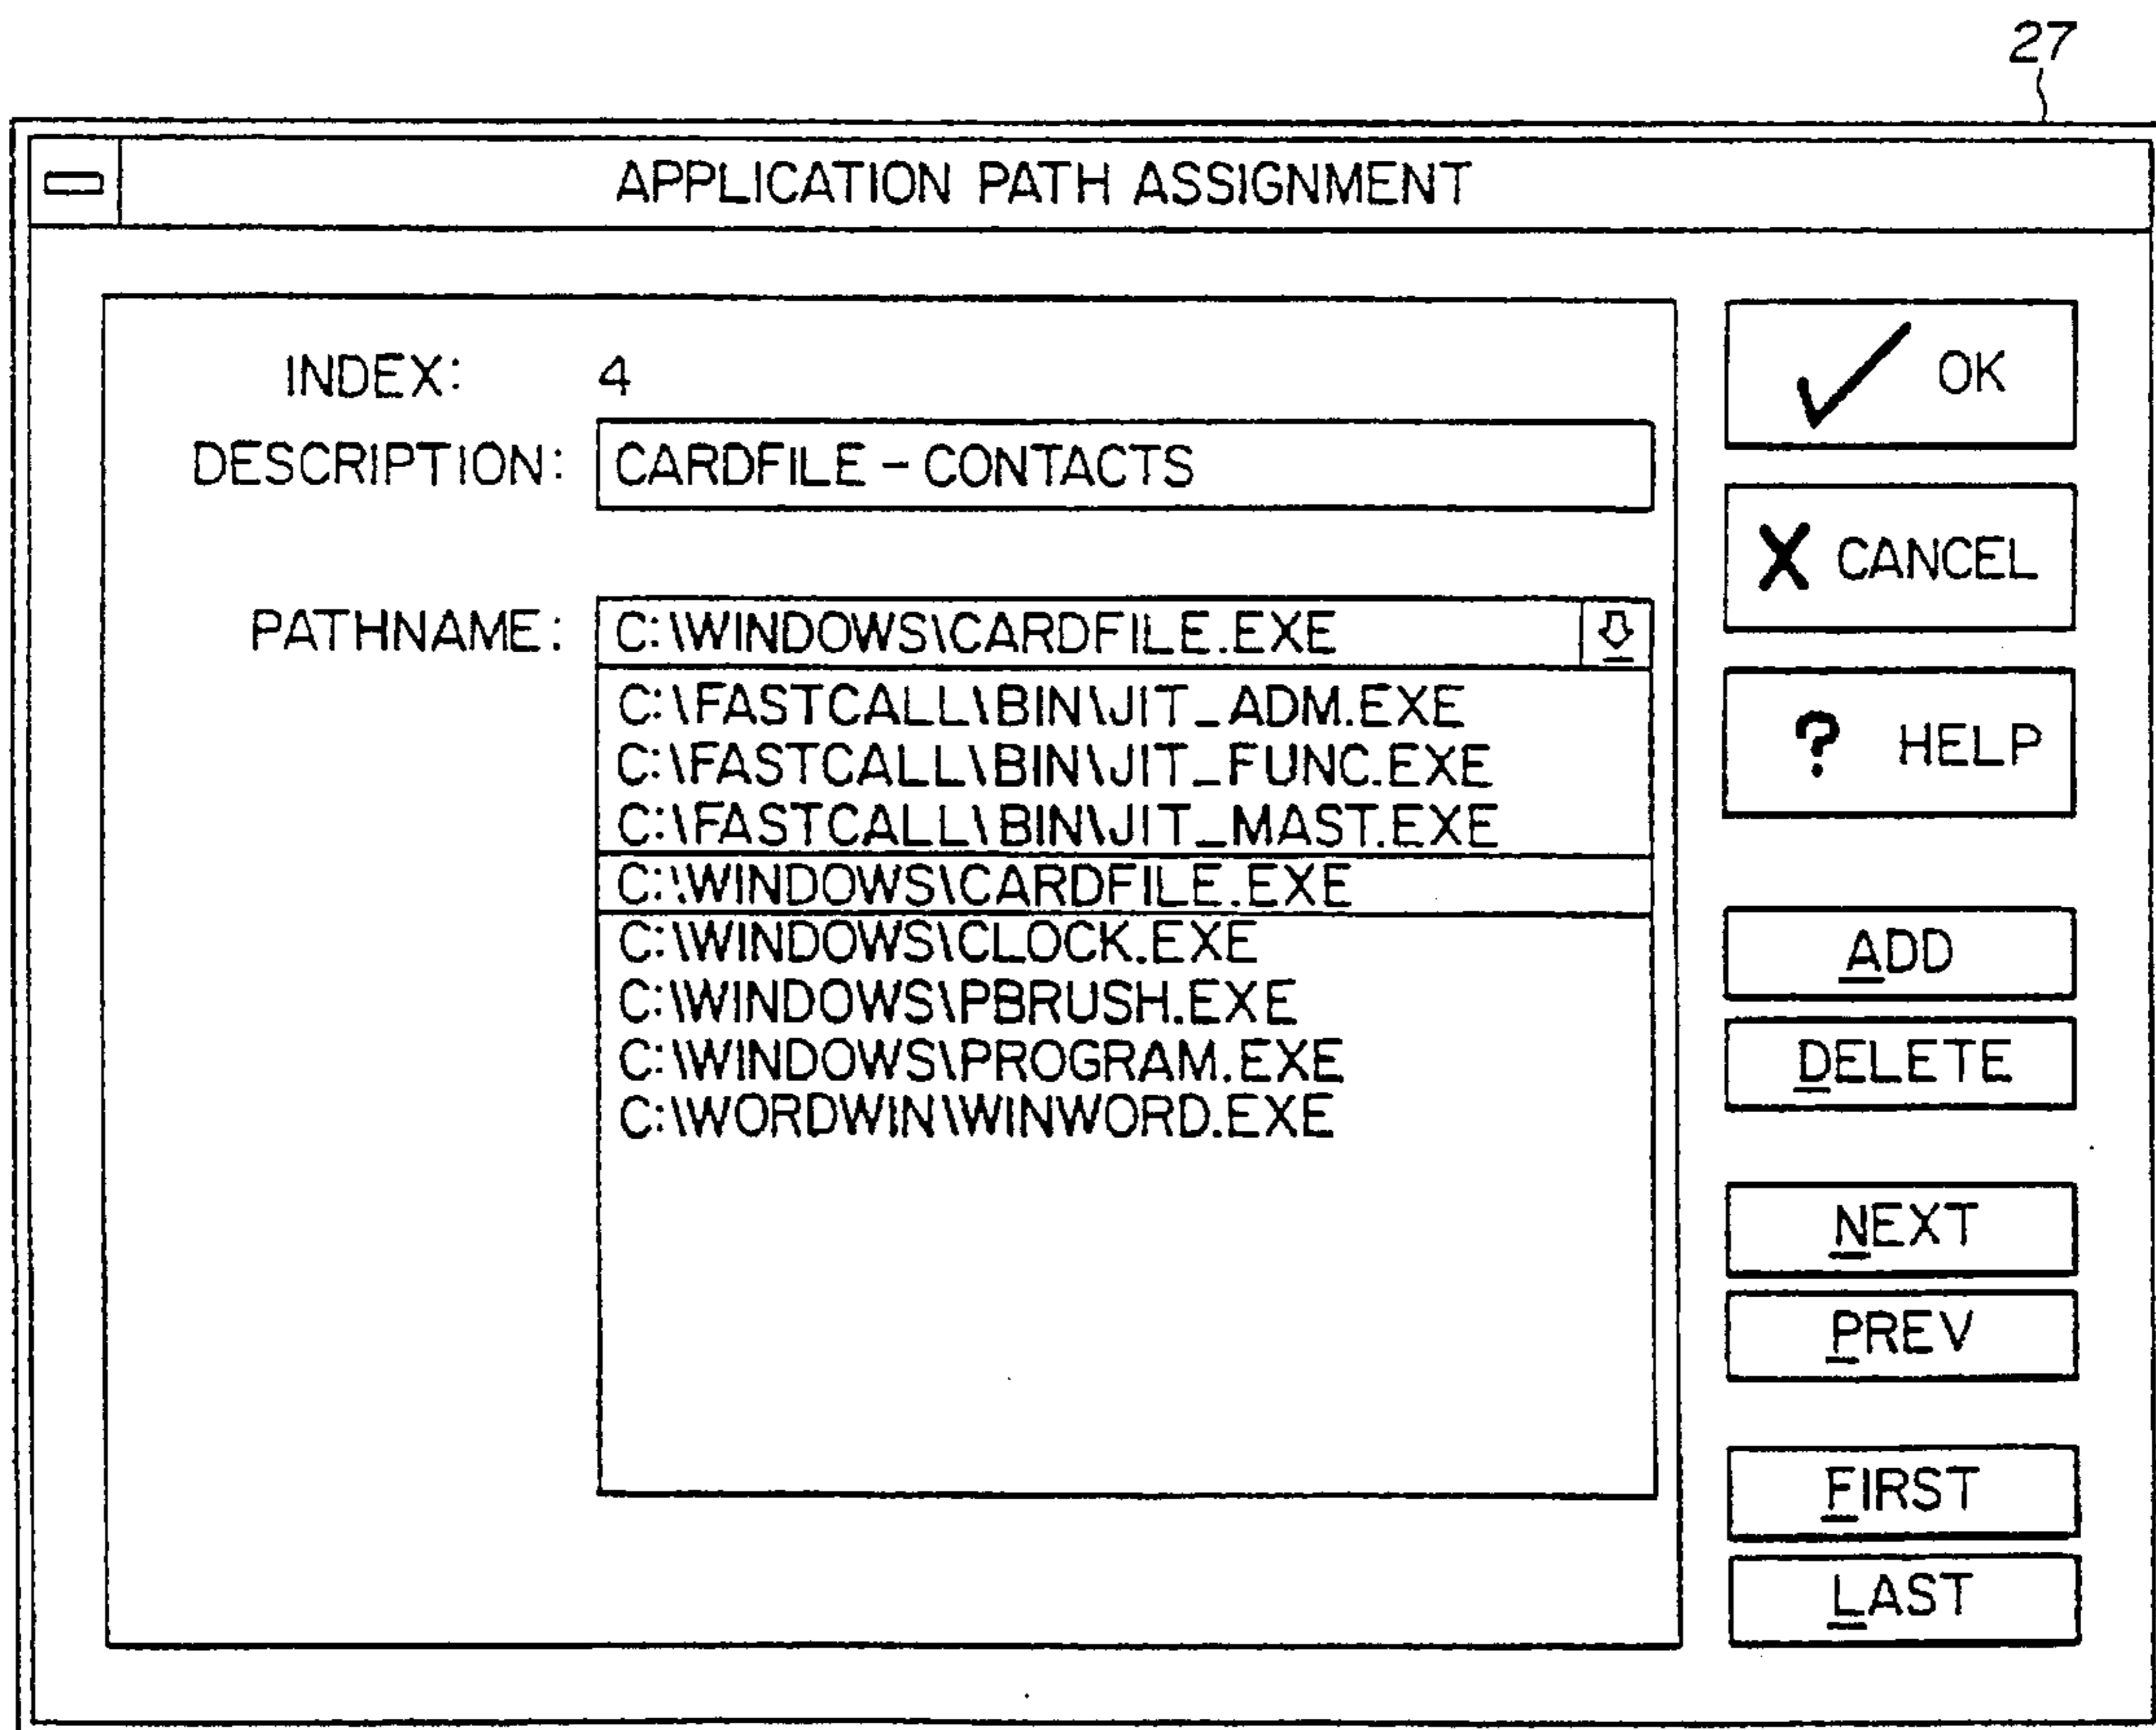 27
APPLICATION PATH ASSIGNMENT
INDEX: 4
DESCRIPTION: CARDFILE - CONTACTS
PATHNAME: C:\WINDOWS\CARDFILE.EXE
C:\FASTCALL\BIN\JIT_ADM.EXE
C:\FASTCALL\BIN\JIT_FUNC.EXE
C:\FASTCALL\BIN\JIT_MAST.EXE
C:\WINDOWS\CARDFILE.EXE
C:\WINDOWS\CLOCK.EXE
C:\WINDOWS\PBRUSH.EXE
C:\WINDOWS\PROGRAM.EXE
C:\WORDWIN\WINWORD.EXE
OK
X CANCEL
? HELP
ADD
DELETE
NEXT
PREV
FIRST
LAST